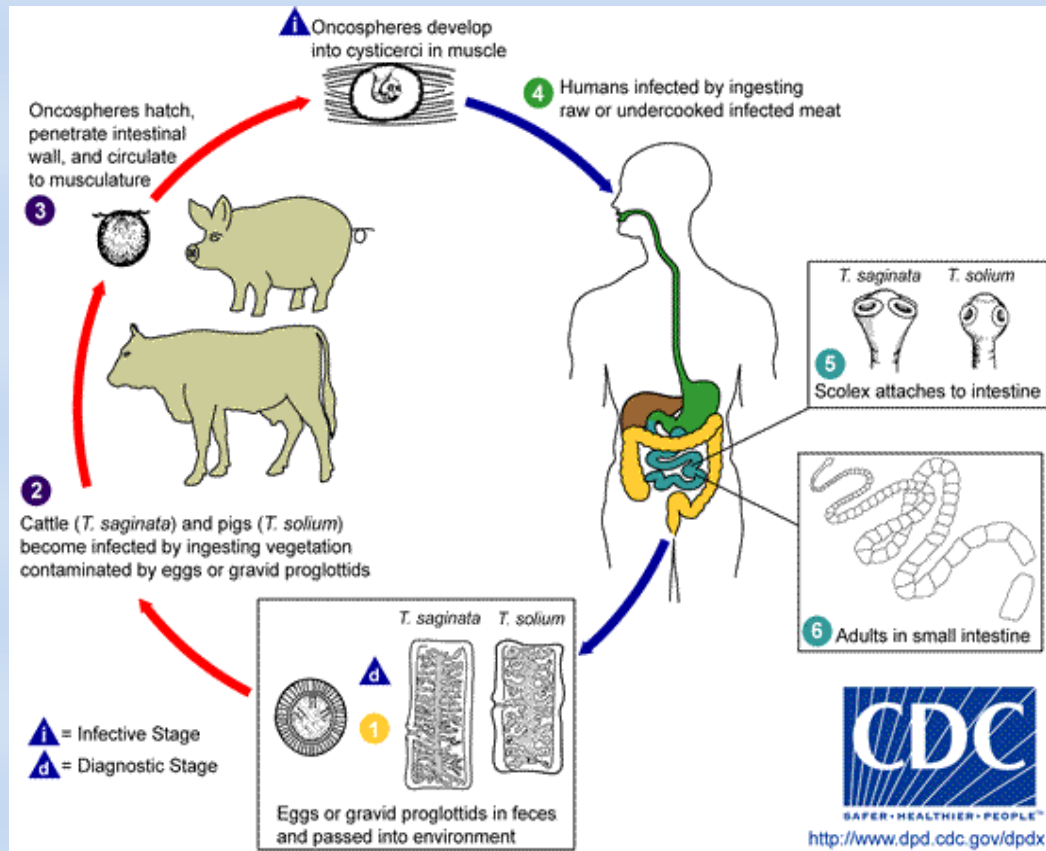 i
Oncospheres develop
into cysticerci in muscle
4
Humans infected by ingesting
raw or undercooked infected meat
Oncospheres hatch,
penetrate intestinal
wall, and circulate
to musculature
3
T. saginata T. solium
5
Scolex attaches to intestine
6 Adults in small intestine
2
Cattle (T. saginata) and pigs (T. solium)
become infected by ingesting vegetation
contaminated by eggs or gravid proglottids
T. saginata T. solium
d
1
Eggs or gravid proglottids in feces
and passed into environment
i = Infective Stage
d = Diagnostic Stage
CDC
SAFER • HEALTHIER • PEOPLE™
http://www.dpd.cdc.gov/dpdx